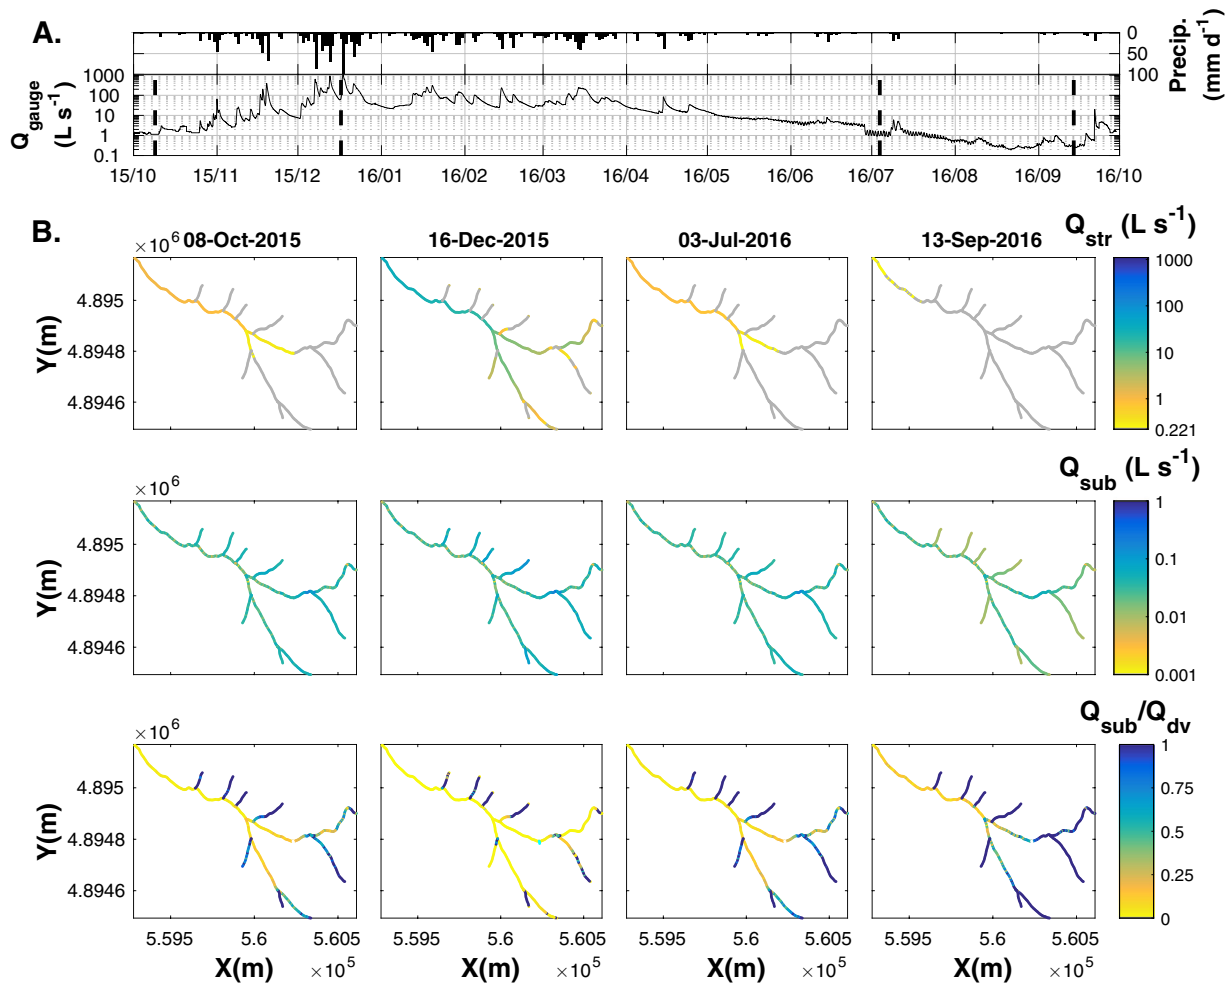 A.
0
50
100
Precip.
(mm d-1)
1000
100
10
1
0.1
Qgauge
(L s-1)
15/10 15/11 15/12 16/01 16/02 16/03 16/04 16/05 16/06 16/07 16/08 16/09 16/10
B.
×10^6 08-Oct-2015 16-Dec-2015 03-Jul-2016 13-Sep-2016 Qstr (L s-1)
4.895
4.8948
4.8946
Y(m)
1000
100
10
1
0.221
×10^6 Qsub (L s-1)
4.895
4.8948
4.8946
Y(m)
1
0.1
0.01
0.001
×10^6 Qsub/Qdv
4.895
4.8948
4.8946
Y(m)
1
0.75
0.5
0.25
0
5.595 5.6 5.605 5.595 5.6 5.605 5.595 5.6 5.605 5.595 5.6 5.605
X(m) ×10^5 X(m) ×10^5 X(m) ×10^5 X(m) ×10^5